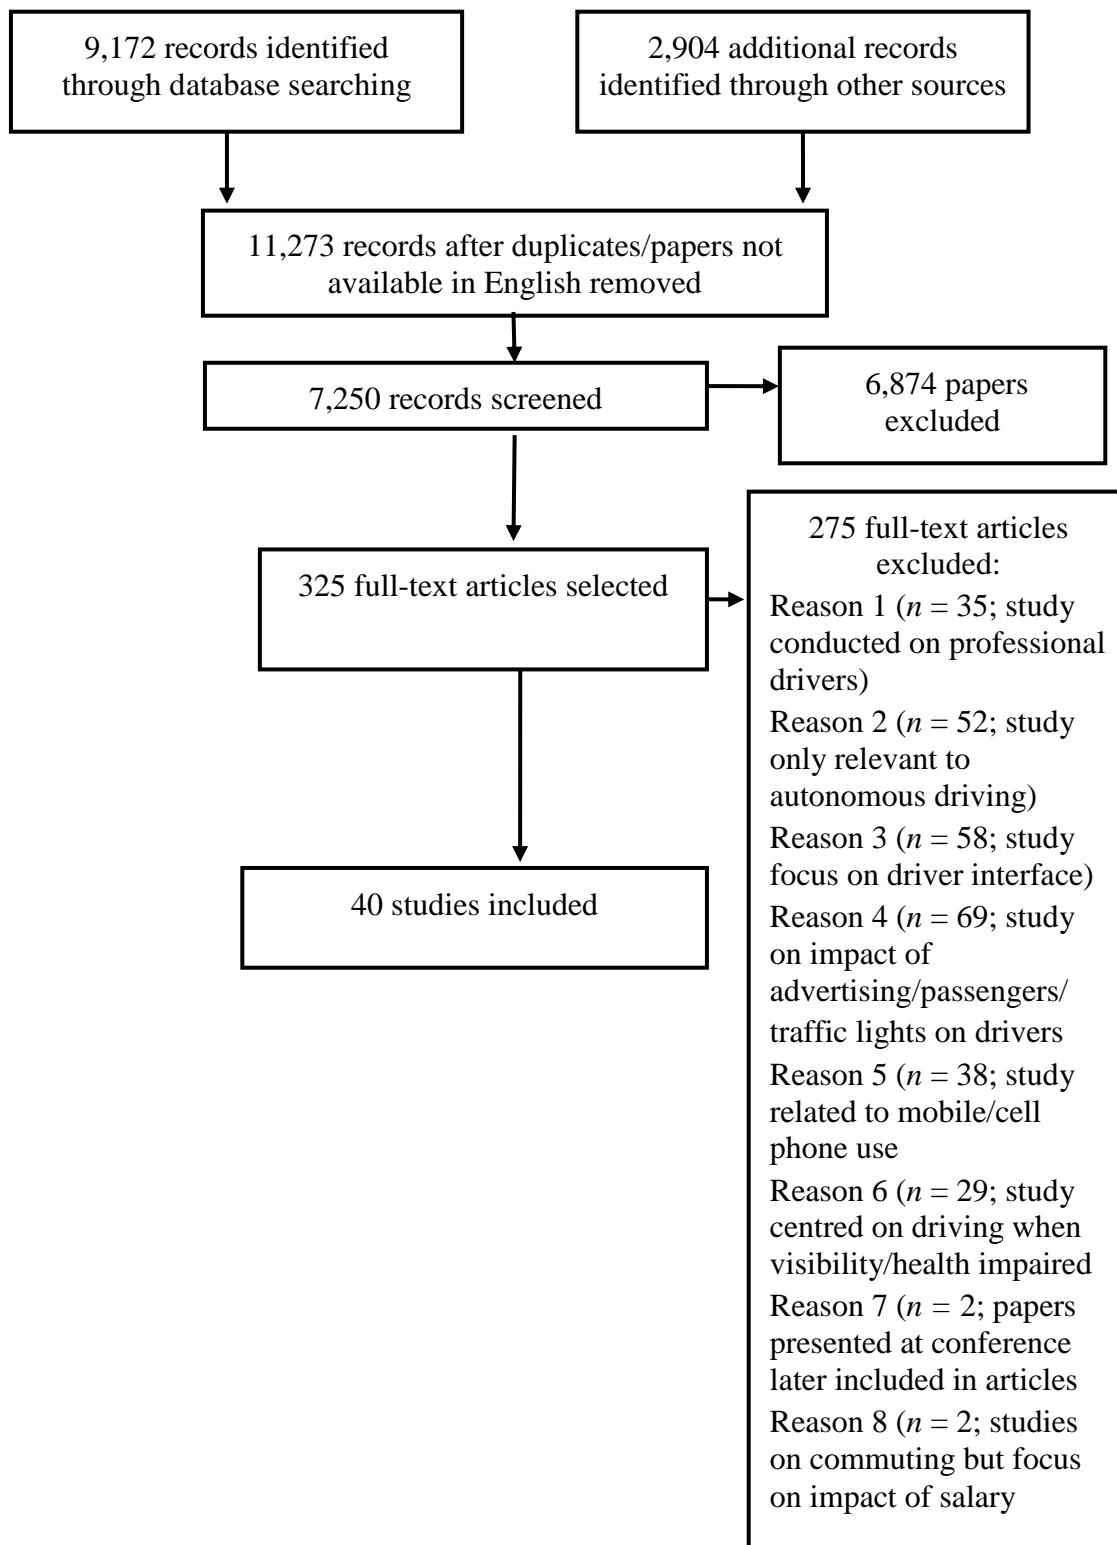 9,172 records identified
through database searching
2,904 additional records
identified through other sources
11,273 records after duplicates/papers not
available in English removed
7,250 records screened
6,874 papers
excluded
325 full-text articles selected
275 full-text articles
excluded:
Reason 1 (n = 35; study
conducted on professional
drivers)
Reason 2 (n = 52; study
only relevant to
autonomous driving)
Reason 3 (n = 58; study
focus on driver interface)
Reason 4 (n = 69; study
on impact of
advertising/passengers/
traffic lights on drivers
Reason 5 (n = 38; study
related to mobile/cell
phone use
Reason 6 (n = 29; study
centred on driving when
visibility/health impaired
Reason 7 (n = 2; papers
presented at conference
later included in articles
Reason 8 (n = 2; studies
on commuting but focus
on impact of salary
40 studies included